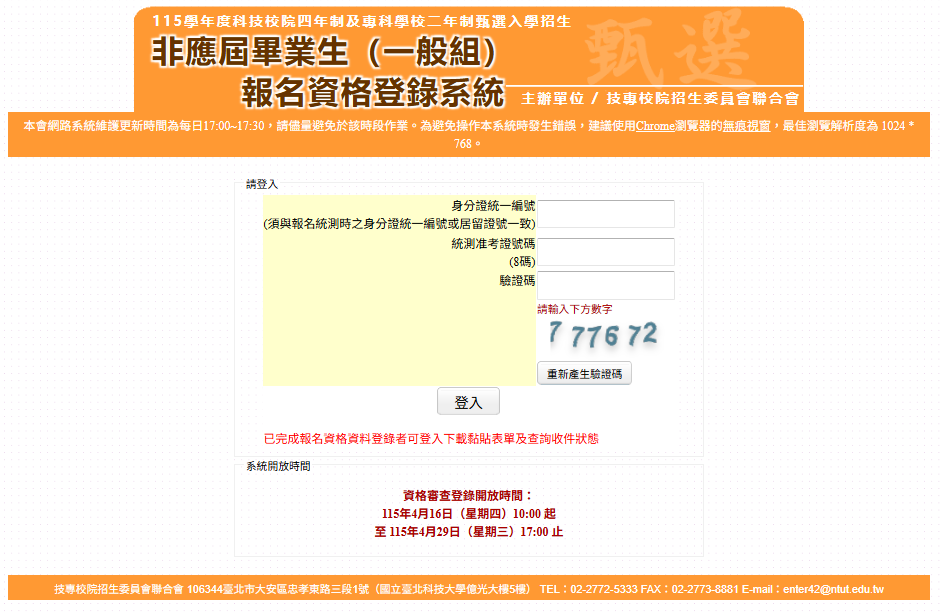 115學年度科技校院四年制及專科學校二年制甄選入學招生
甄選
非應屆畢業生（一般組）
報名資格登錄系統
主辦單位 / 技專校院招生委員會聯合會
本會網路系統維護更新時間為每日17:00~17:30，請儘量避免於該時段作業。為避免操作本系統時發生錯誤，建議使用Chrome瀏覽器的無痕視窗，最佳瀏覽解析度為 1024 *
768。
請登入
身分證統一編號
(須與報名統測時之身分證統一編號或居留證號一致)
統測准考證號碼
(8碼)
驗證碼
請輸入下方數字
7 776 72
重新產生驗證碼
登入
已完成報名資格資料登錄者可登入下載黏貼表單及查詢收件狀態
系統開放時間
資格審查登錄開放時間：
115年4月16日（星期四）10:00 起
至 115年4月29日（星期三）17:00 止
技專校院招生委員會聯合會 106344臺北市大安區忠孝東路三段1號（國立臺北科技大學億光大樓5樓） TEL：02-2772-5333 FAX：02-2773-8881 E-mail：enter42@ntut.edu.tw